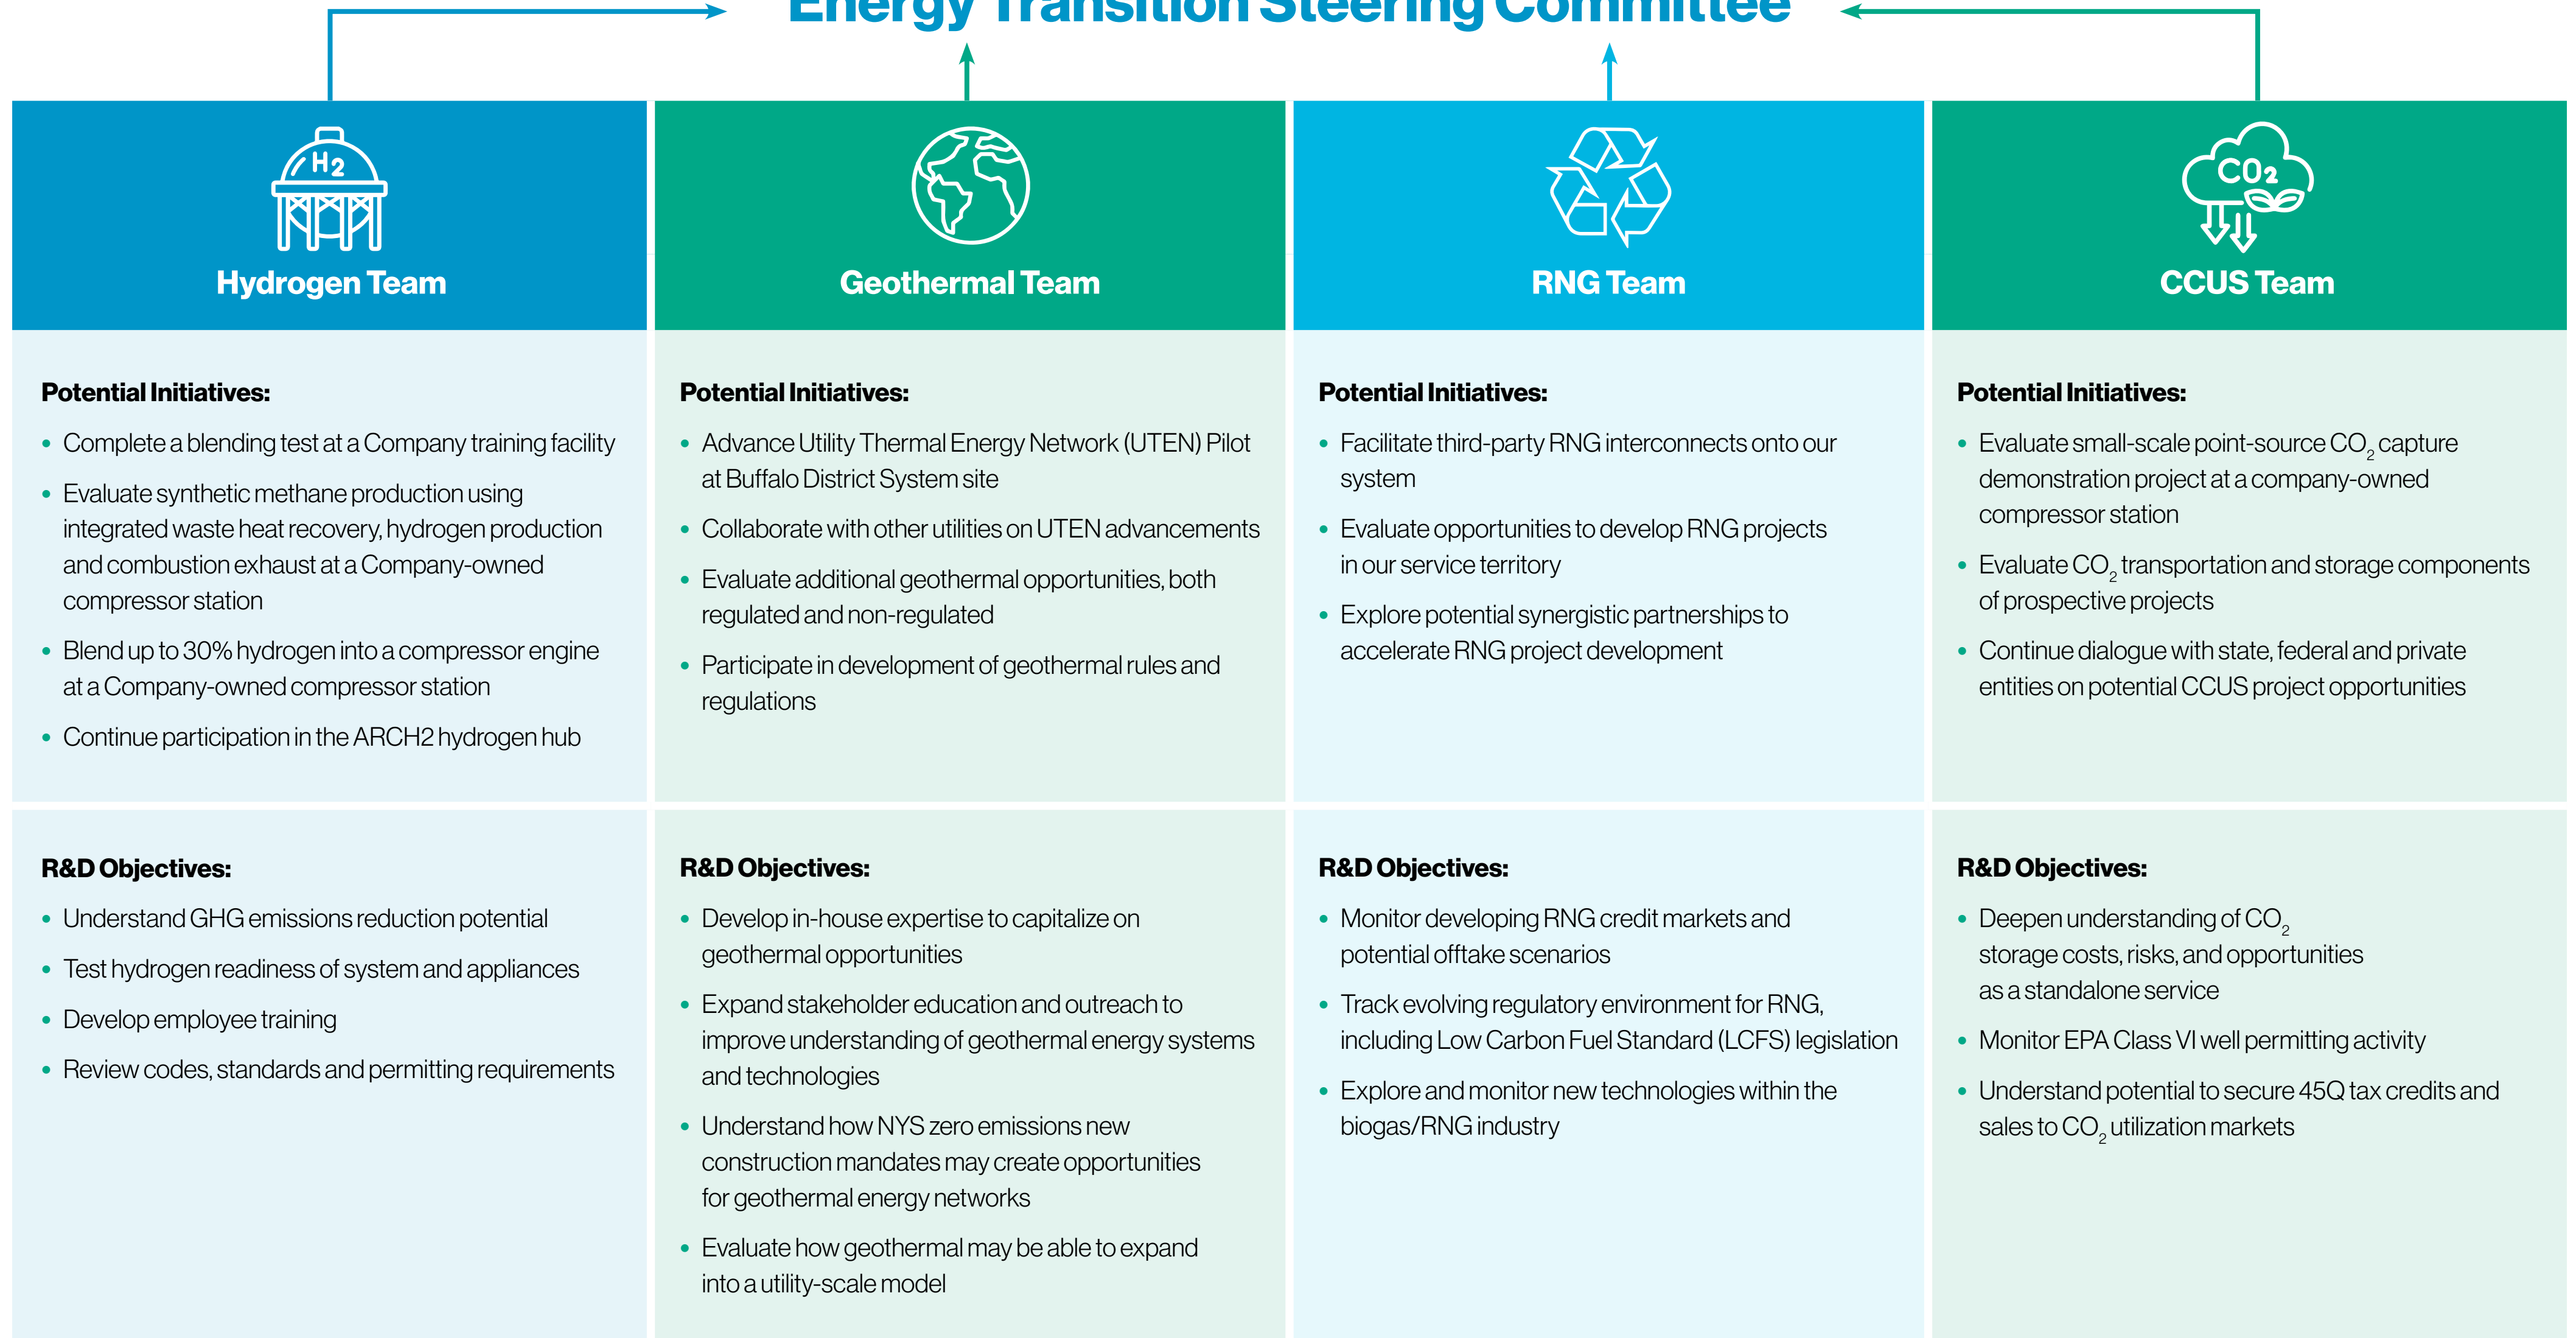 Energy Transition Steering Committee
H2
Hydrogen Team
Potential Initiatives:
• Complete a blending test at a Company training facility
• Evaluate synthetic methane production using
integrated waste heat recovery, hydrogen production
and combustion exhaust at a Company-owned
compressor station
• Blend up to 30% hydrogen into a compressor engine
at a Company-owned compressor station
• Continue participation in the ARCH2 hydrogen hub
R&D Objectives:
• Understand GHG emissions reduction potential
• Test hydrogen readiness of system and appliances
• Develop employee training
• Review codes, standards and permitting requirements
Geothermal Team
Potential Initiatives:
• Advance Utility Thermal Energy Network (UTEN) Pilot
at Buffalo District System site
• Collaborate with other utilities on UTEN advancements
• Evaluate additional geothermal opportunities, both
regulated and non-regulated
• Participate in development of geothermal rules and
regulations
R&D Objectives:
• Develop in-house expertise to capitalize on
geothermal opportunities
• Expand stakeholder education and outreach to
improve understanding of geothermal energy systems
and technologies
• Understand how NYS zero emissions new
construction mandates may create opportunities
for geothermal energy networks
• Evaluate how geothermal may be able to expand
into a utility-scale model
RNG Team
Potential Initiatives:
• Facilitate third-party RNG interconnects onto our
system
• Evaluate opportunities to develop RNG projects
in our service territory
• Explore potential synergistic partnerships to
accelerate RNG project development
R&D Objectives:
• Monitor developing RNG credit markets and
potential offtake scenarios
• Track evolving regulatory environment for RNG,
including Low Carbon Fuel Standard (LCFS) legislation
• Explore and monitor new technologies within the
biogas/RNG industry
CO2
CCUS Team
Potential Initiatives:
• Evaluate small-scale point-source CO₂ capture
demonstration project at a company-owned
compressor station
• Evaluate CO₂ transportation and storage components
of prospective projects
• Continue dialogue with state, federal and private
entities on potential CCUS project opportunities
R&D Objectives:
• Deepen understanding of CO₂
storage costs, risks, and opportunities
as a standalone service
• Monitor EPA Class VI well permitting activity
• Understand potential to secure 45Q tax credits and
sales to CO₂ utilization markets